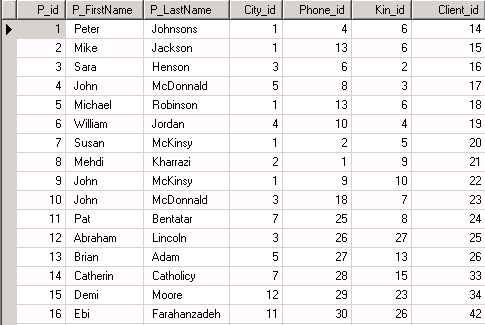 P_id P_FirstName P_LastName City_id Phone_id Kin_id Client_id
1 Peter Johnsons 1 4 6 14
2 Mike Jackson 1 13 6 15
3 Sara Henson 3 6 2 16
4 John McDonnald 5 8 3 17
5 Michael Robinson 1 13 6 18
6 William Jordan 4 10 4 19
7 Susan McKinsy 1 2 5 20
8 Mehdi Kharrazi 2 1 9 21
9 John McKinsy 1 9 10 22
10 John McDonnald 3 18 7 23
11 Pat Bentatar 7 25 8 24
12 Abraham Lincoln 3 26 27 25
13 Brian Adam 5 27 13 26
14 Catherin Catholicy 7 28 15 33
15 Demi Moore 12 29 23 34
16 Ebi Farahanzadeh 11 30 26 42